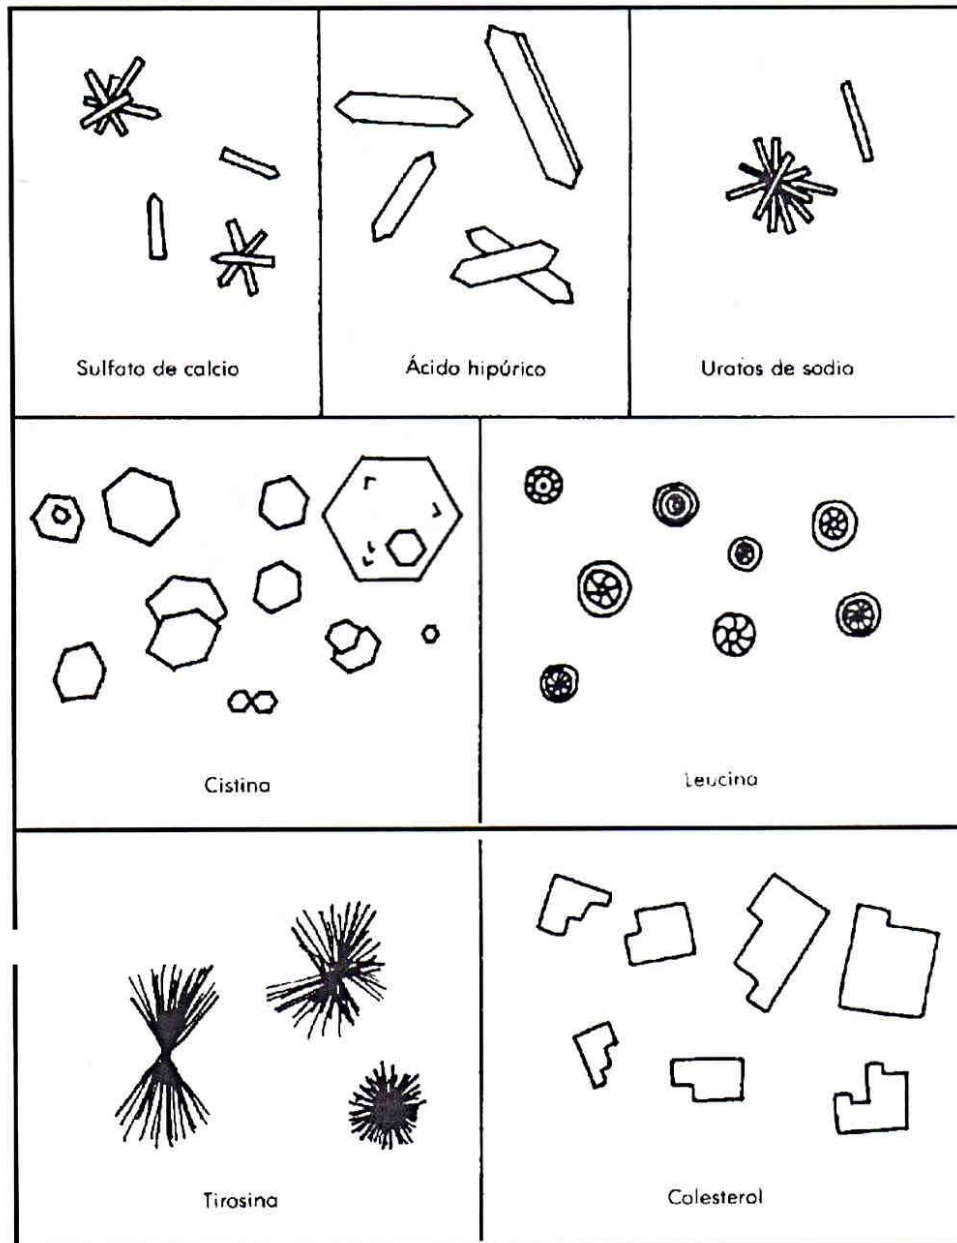 Sulfato de calcio
Ácido hipúrico
Uratos de sodio
Cistina
Leucina
Tirosina
Colesterol